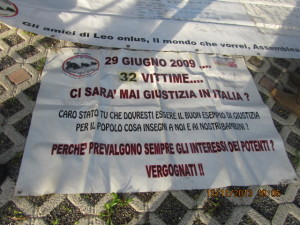 Gli amici di Leo onlus, Il mondo che vorrei, Assemblea
29 GIUGNO 2009 ....
32 VITTIME....
CI SARA' MAI GIUSTIZIA IN ITALIA ?
CARO STATO TU CHE DOVRESTI ESSERE IL BUON ESEMPIO DI GIUSTIZIA
PER IL POPOLO COSA INSEGNI A NOI E AI NOSTRI BAMBINI ?
PERCHE' PREVALGONO SEMPRE GLI INTERESSI DEI POTENTI ?
VERGOGNATI !!